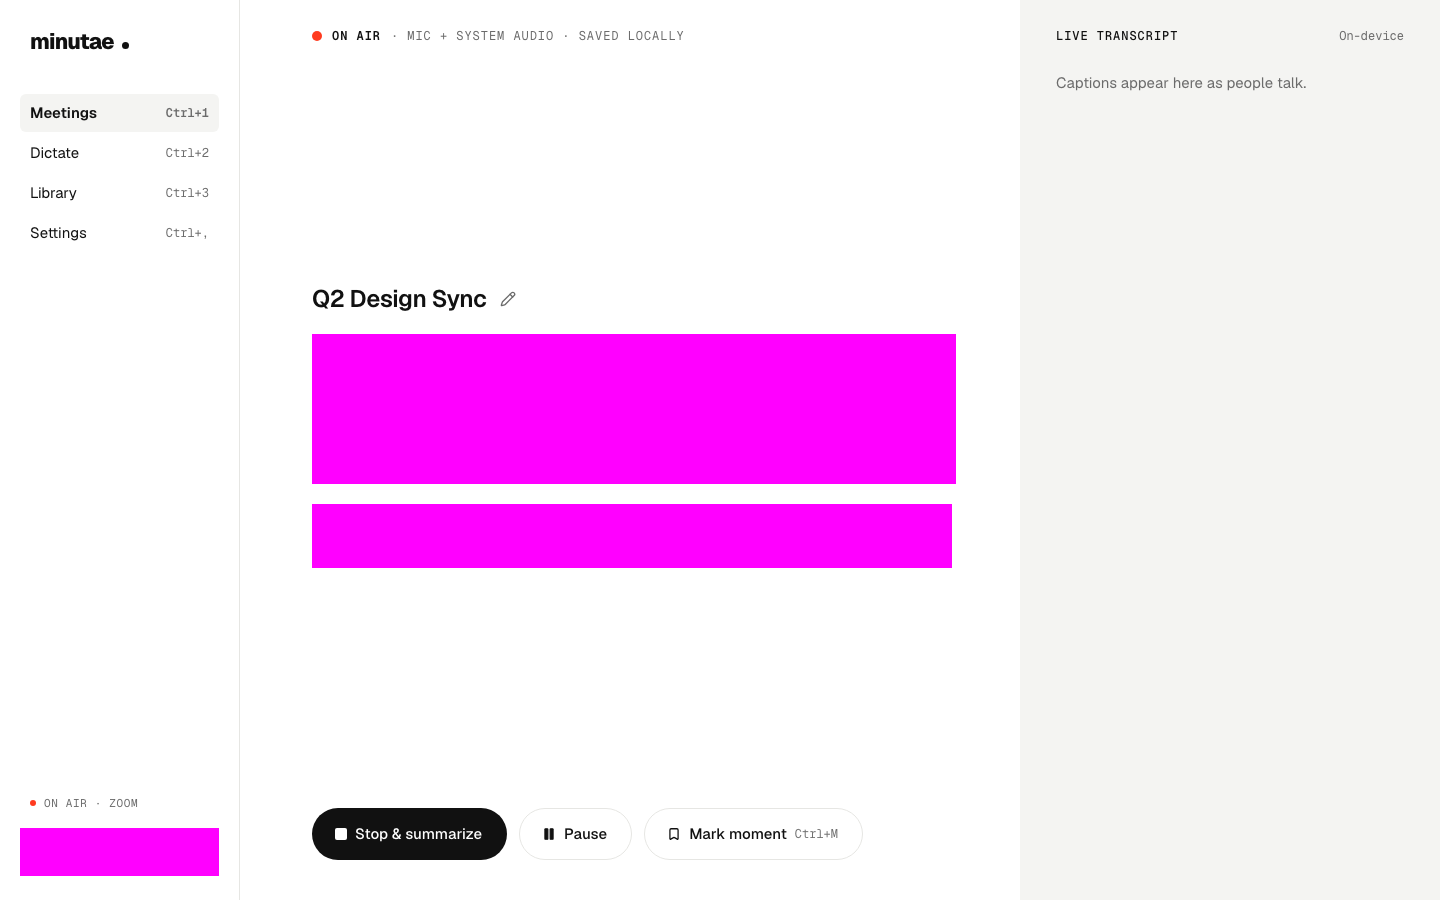 minutae
Meetings Ctrl+1
Dictate Ctrl+2
Library Ctrl+3
Settings Ctrl+,
ON AIR · ZOOM
ON AIR · MIC + SYSTEM AUDIO · SAVED LOCALLY
Q2 Design Sync
Stop & summarize
Pause
Mark moment Ctrl+M
LIVE TRANSCRIPT On-device
Captions appear here as people talk.